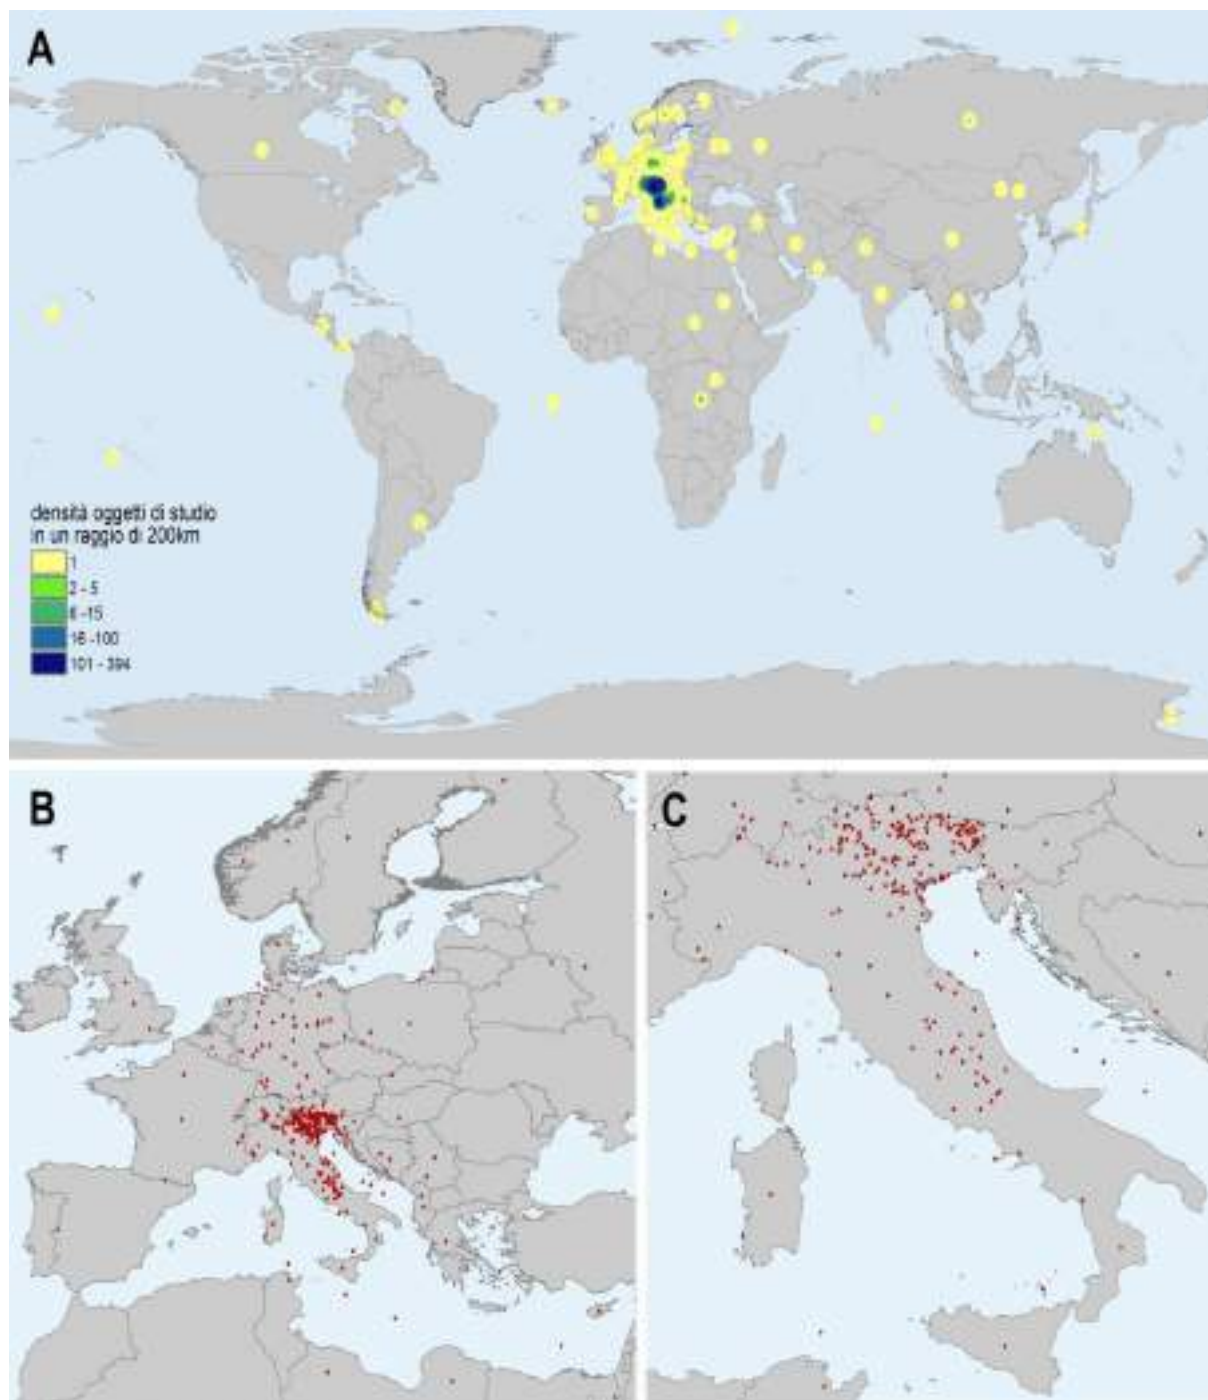 A
densità oggetti di studio
in un raggio di 200km
1
2 - 5
6 -15
16 -100
101 - 394
B
C